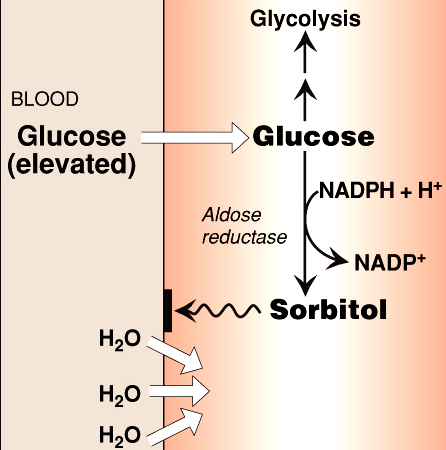 Glycolysis
BLOOD
Glucose
(elevated)
Glucose
NADPH + H⁺
Aldose
reductase
NADP⁺
Sorbitol
H₂O
H₂O
H₂O